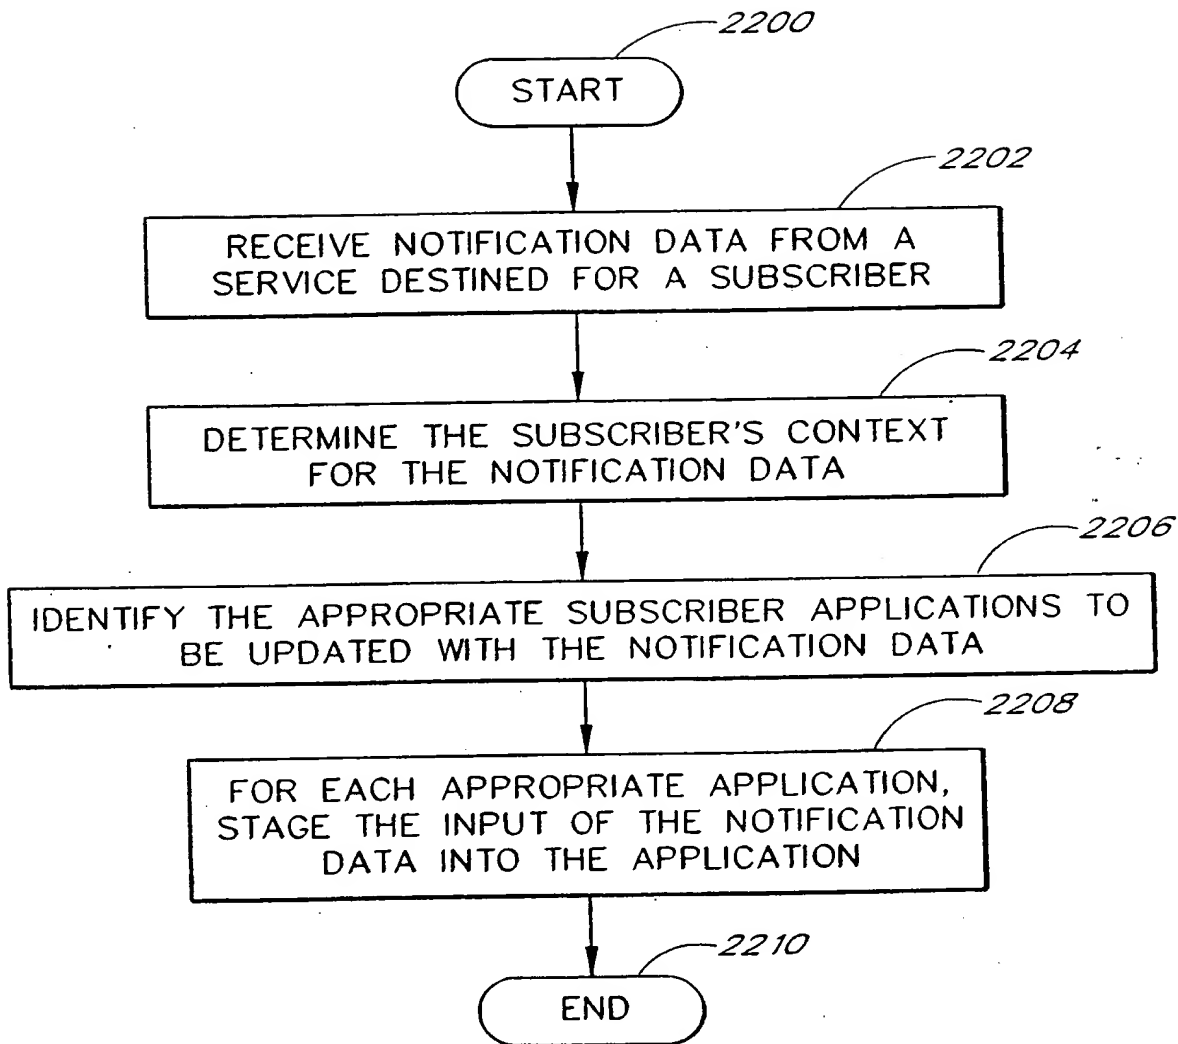 2200
START
2202
RECEIVE NOTIFICATION DATA FROM A
SERVICE DESTINED FOR A SUBSCRIBER
2204
DETERMINE THE SUBSCRIBER'S CONTEXT
FOR THE NOTIFICATION DATA
2206
IDENTIFY THE APPROPRIATE SUBSCRIBER APPLICATIONS TO
BE UPDATED WITH THE NOTIFICATION DATA
2208
FOR EACH APPROPRIATE APPLICATION,
STAGE THE INPUT OF THE NOTIFICATION
DATA INTO THE APPLICATION
2210
END